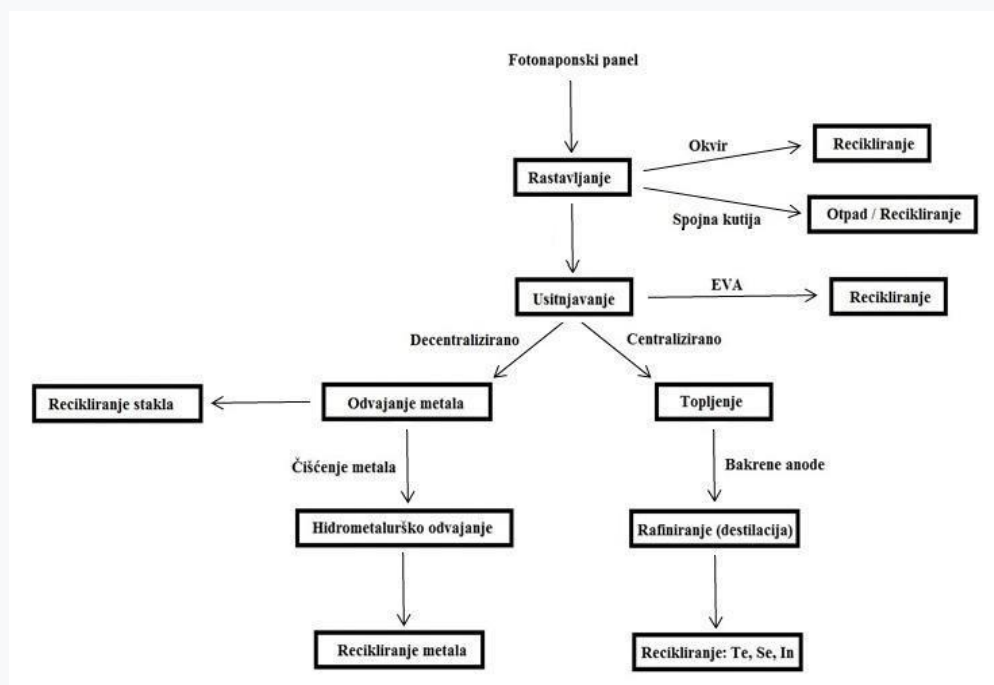 Fotonaponski panel
Okvir
Recikliranje
Rastavljanje
Spojna kutija
Otpad / Recikliranje
EVA
Usitnjavanje
Recikliranje
Decentralizirano
Centralizirano
Recikliranje stakla
Odvajanje metala
Topljenje
Čišćenje metala
Bakrene anode
Hidrometalurško odvajanje
Rafiniranje (destilacija)
Recikliranje metala
Recikliranje: Te, Se, In